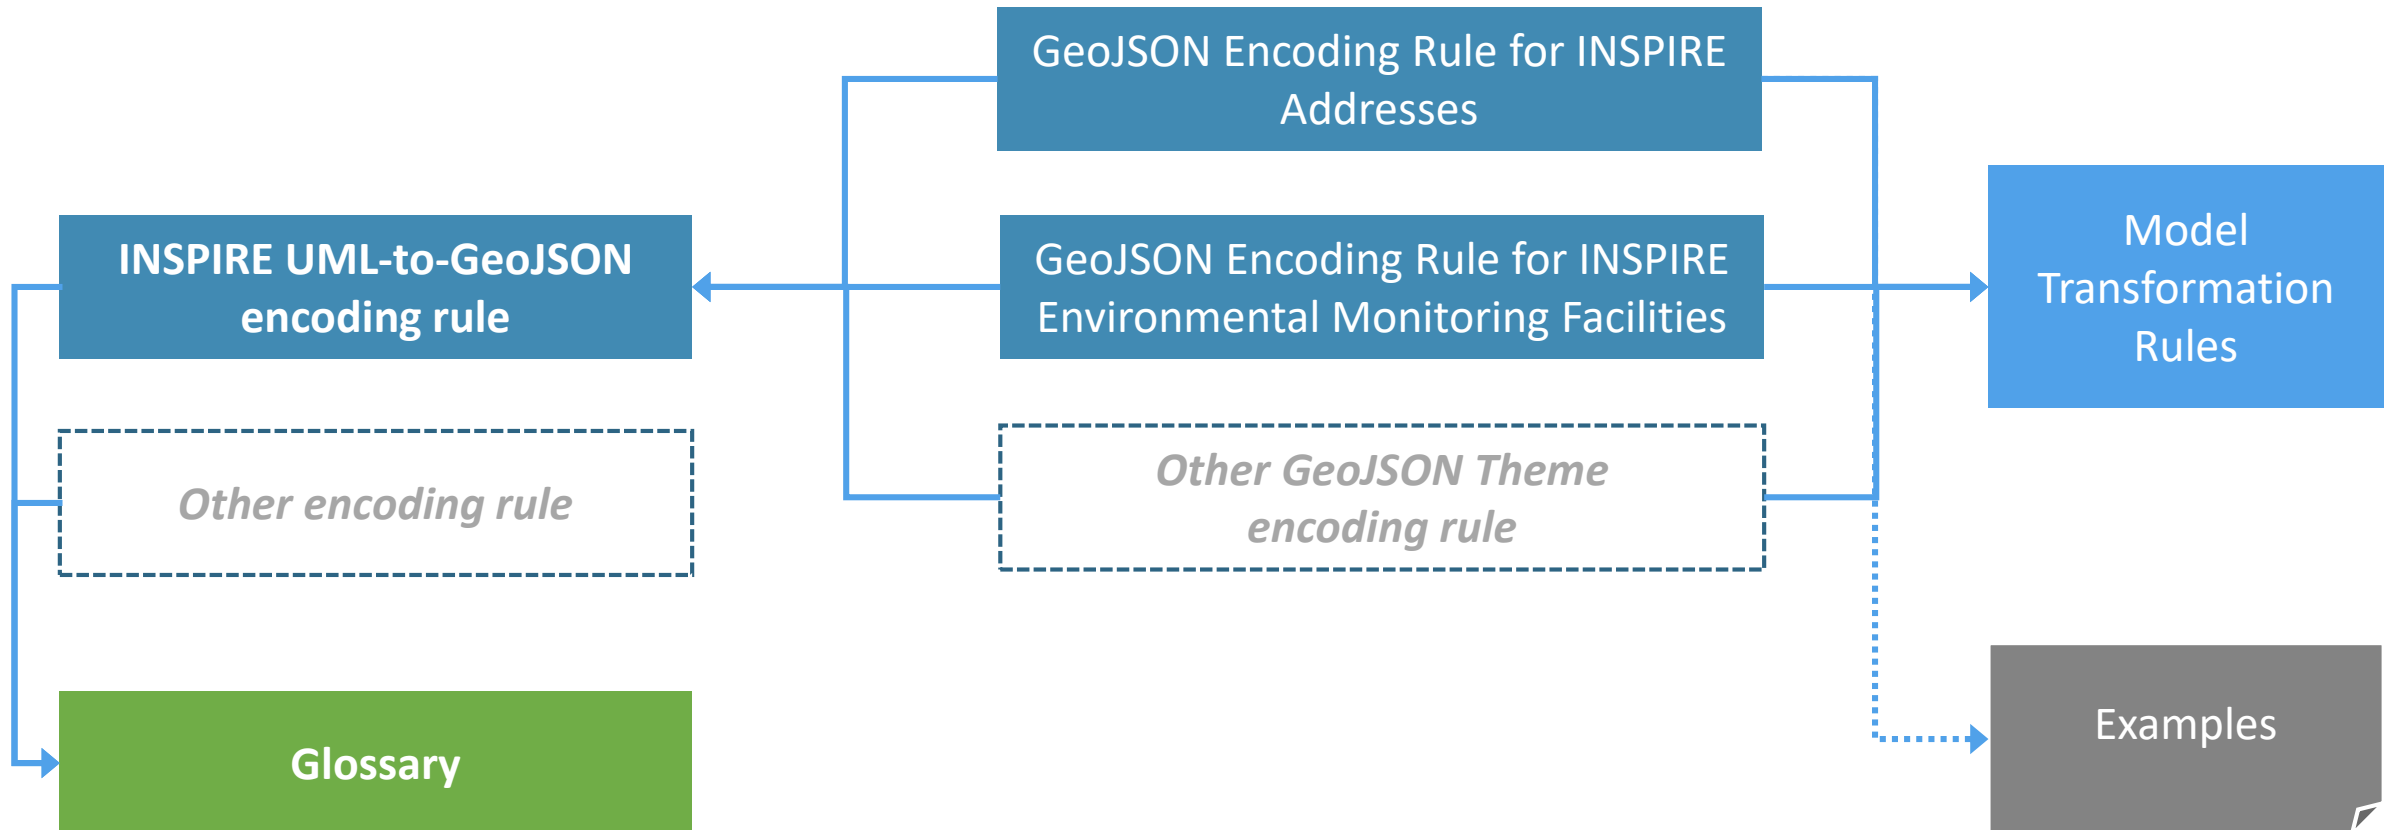 GeoJSON Encoding Rule for INSPIRE
Addresses
INSPIRE UML-to-GeoJSON
encoding rule
GeoJSON Encoding Rule for INSPIRE
Environmental Monitoring Facilities
Model
Transformation
Rules
Other encoding rule
Other GeoJSON Theme
encoding rule
Glossary
Examples